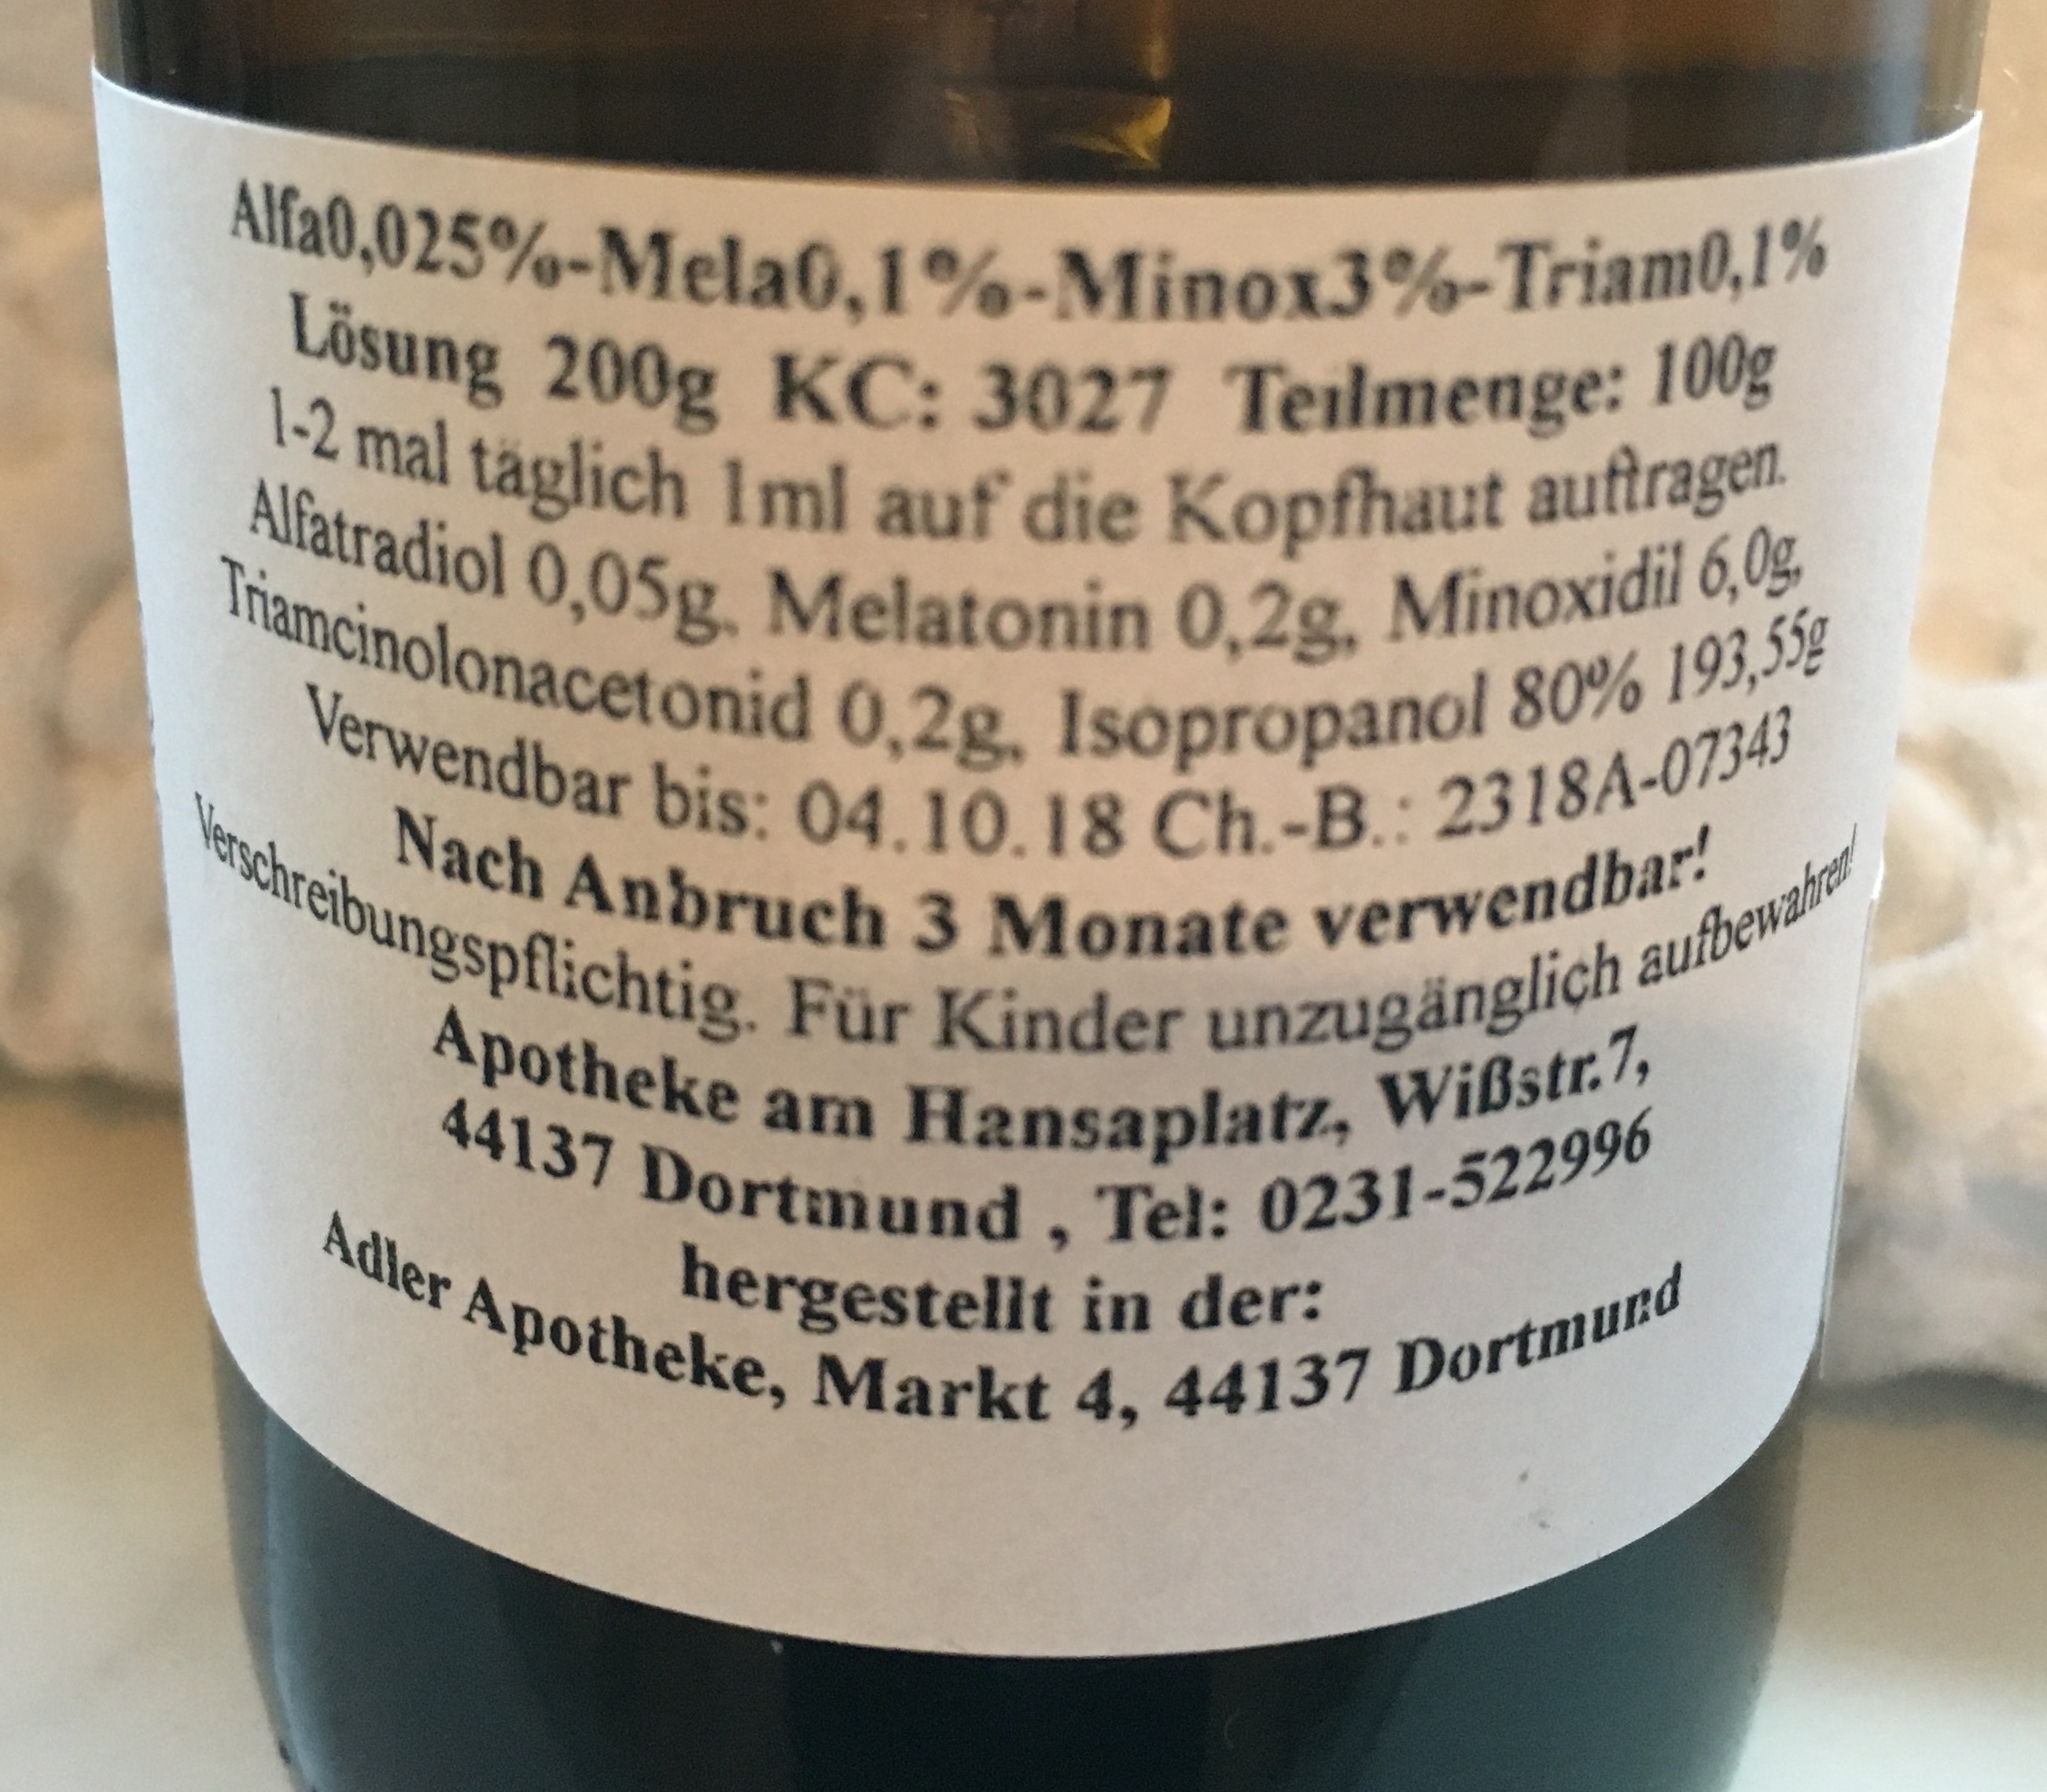 Alfa0,025%-Mela0,1%-Minox3%-Triam0,1%
Lösung 200g KC: 3027 Teilmenge: 100g
1-2 mal täglich 1ml auf die Kopfhaut auftragen.
Alfatradiol 0,05g, Melatonin 0,2g, Minoxidil 6,0g,
Triamcinolonacetonid 0,2g, Isopropanol 80% 193,55g
Verwendbar bis: 04.10.18 Ch.-B.: 2318A-07343
Nach Anbruch 3 Monate verwendbar!
Verschreibungspflichtig. Für Kinder unzugänglich aufbewahren!
Apotheke am Hansaplatz, Wißstr.7,
44137 Dortmund , Tel: 0231-522996
hergestellt in der:
Adler Apotheke, Markt 4, 44137 Dortmund